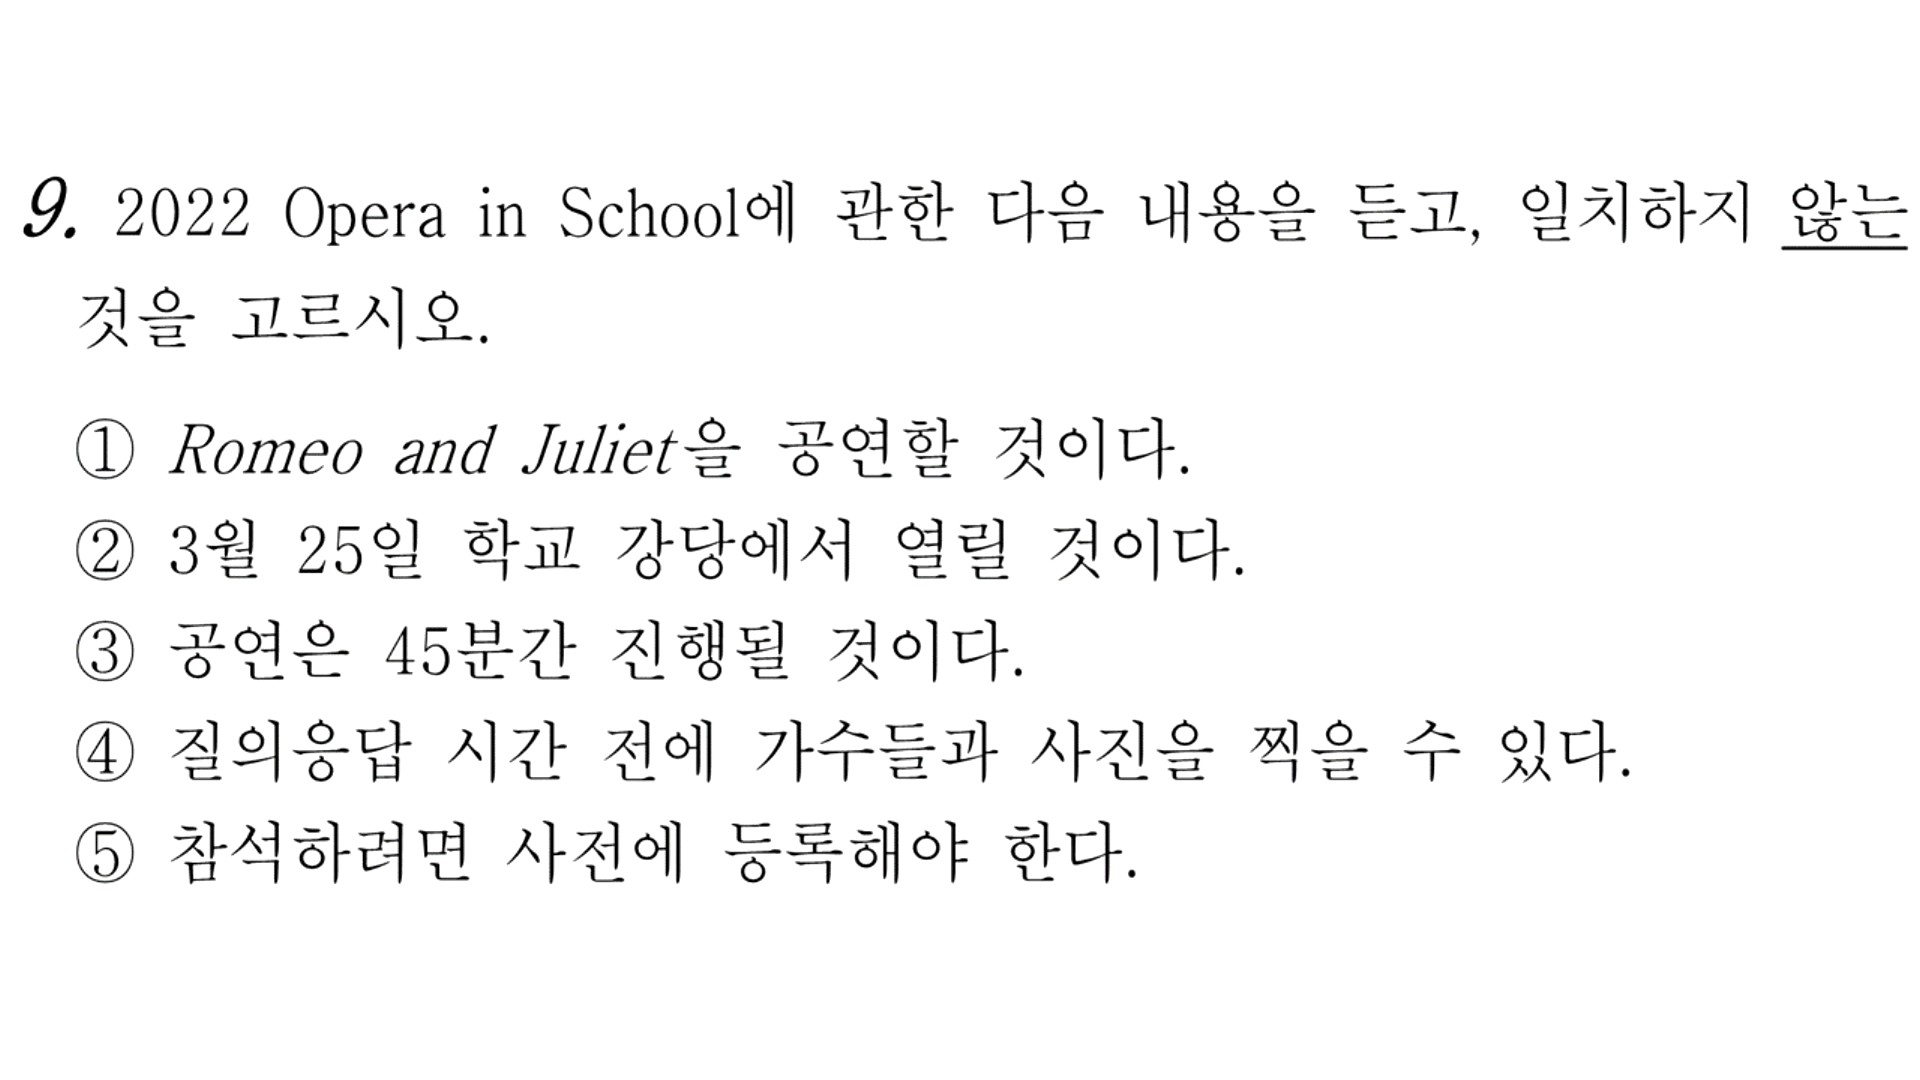 9. 2022 Opera in School에 관한 다음 내용을 듣고, 일치하지 않는
것을 고르시오.
① Romeo and Juliet을 공연할 것이다.
② 3월 25일 학교 강당에서 열릴 것이다.
③ 공연은 45분간 진행될 것이다.
④ 질의응답 시간 전에 가수들과 사진을 찍을 수 있다.
⑤ 참석하려면 사전에 등록해야 한다.